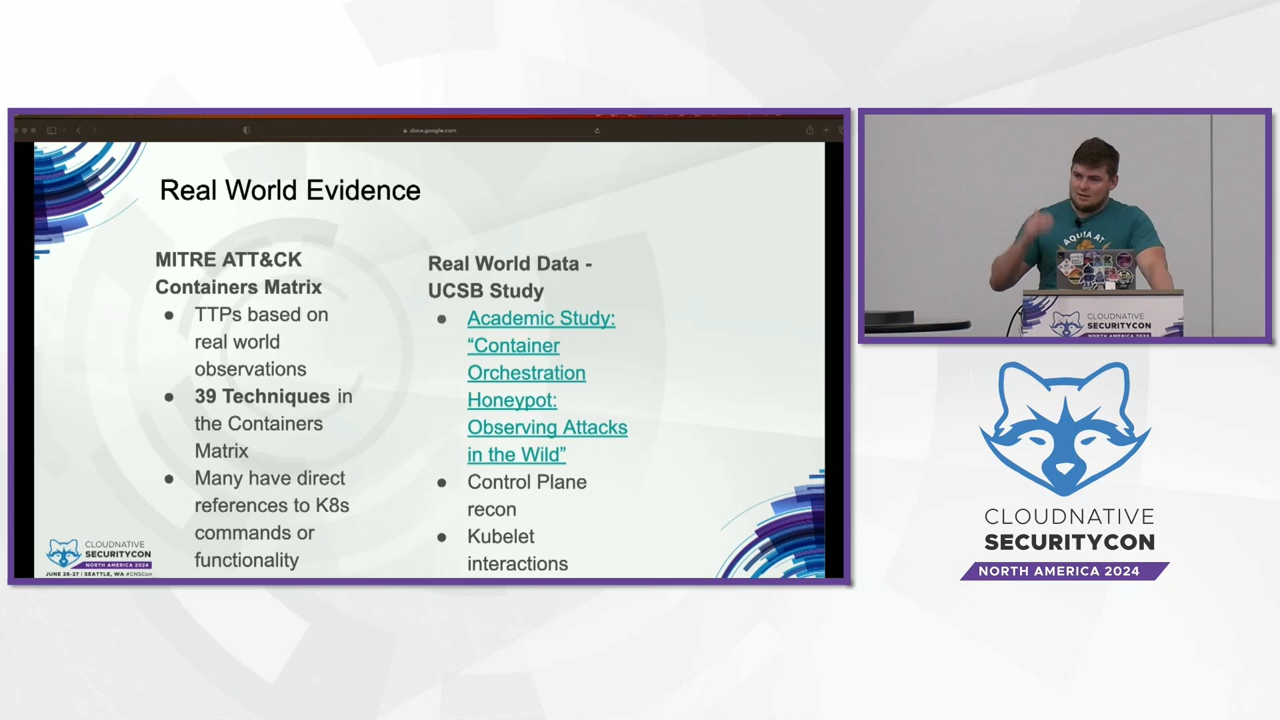 docs.google.com
Real World Evidence
MITRE ATT&CK
Containers Matrix
● TTPs based on
real world
observations
● 39 Techniques in
the Containers
Matrix
● Many have direct
references to K8s
commands or
functionality
Real World Data -
UCSB Study
● Academic Study:
“Container
Orchestration
Honeypot:
Observing Attacks
in the Wild”
● Control Plane
recon
● Kubelet
interactions
CLOUDNATIVE
SECURITYCON
NORTH AMERICA 2024
JUNE 26-27 | SEATTLE, WA #CNSCon
AQUIA AT
CLOUDNATIVE
SECURITYCON
NORTH AMERICA 2024
CLOUDNATIVE
SECURITYCON
NORTH AMERICA 2024